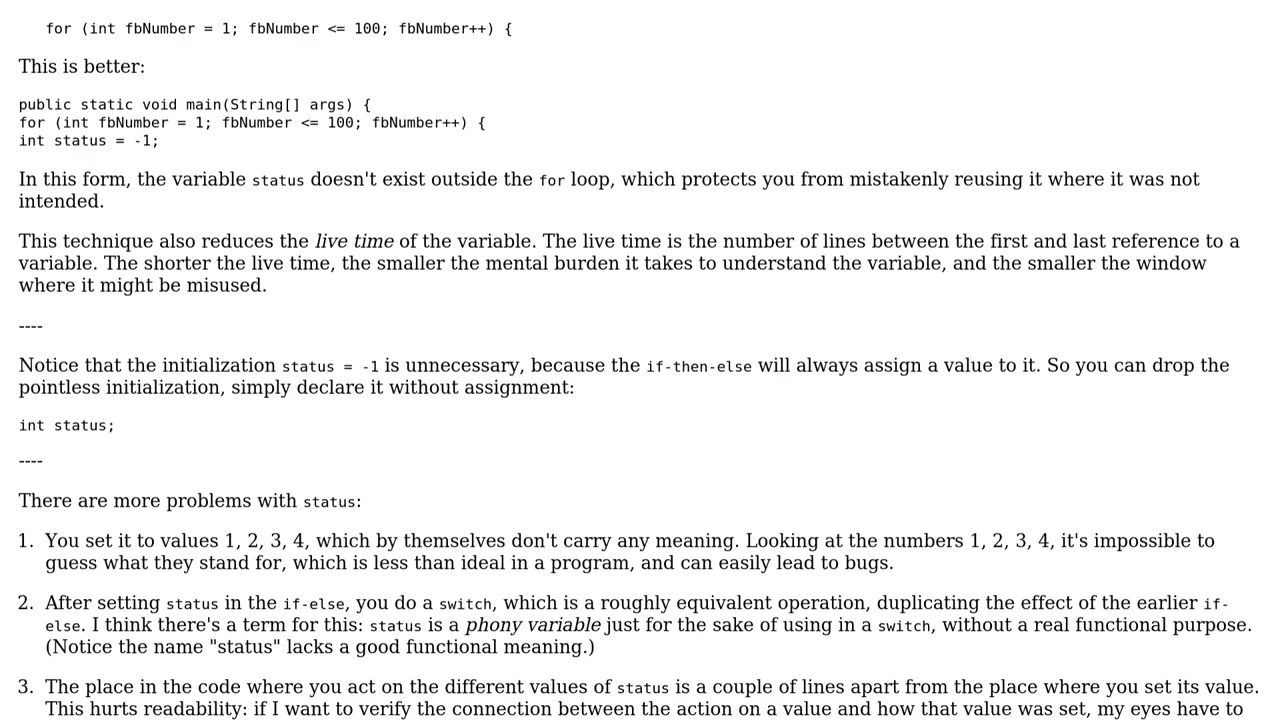 for (int fbNumber = 1; fbNumber <= 100; fbNumber++) {
This is better:
public static void main(String[] args) {
for (int fbNumber = 1; fbNumber <= 100; fbNumber++) {
int status = -1;
In this form, the variable status doesn't exist outside the for loop, which protects you from mistakenly reusing it where it was not
intended.
This technique also reduces the live time of the variable. The live time is the number of lines between the first and last reference to a
variable. The shorter the live time, the smaller the mental burden it takes to understand the variable, and the smaller the window
where it might be misused.
----
Notice that the initialization status = -1 is unnecessary, because the if-then-else will always assign a value to it. So you can drop the
pointless initialization, simply declare it without assignment:
int status;
----
There are more problems with status:
1. You set it to values 1, 2, 3, 4, which by themselves don't carry any meaning. Looking at the numbers 1, 2, 3, 4, it's impossible to
guess what they stand for, which is less than ideal in a program, and can easily lead to bugs.
2. After setting status in the if-else, you do a switch, which is a roughly equivalent operation, duplicating the effect of the earlier if-
else. I think there's a term for this: status is a phony variable just for the sake of using in a switch, without a real functional purpose.
(Notice the name "status" lacks a good functional meaning.)
3. The place in the code where you act on the different values of status is a couple of lines apart from the place where you set its value.
This hurts readability: if I want to verify the connection between the action on a value and how that value was set, my eyes have to